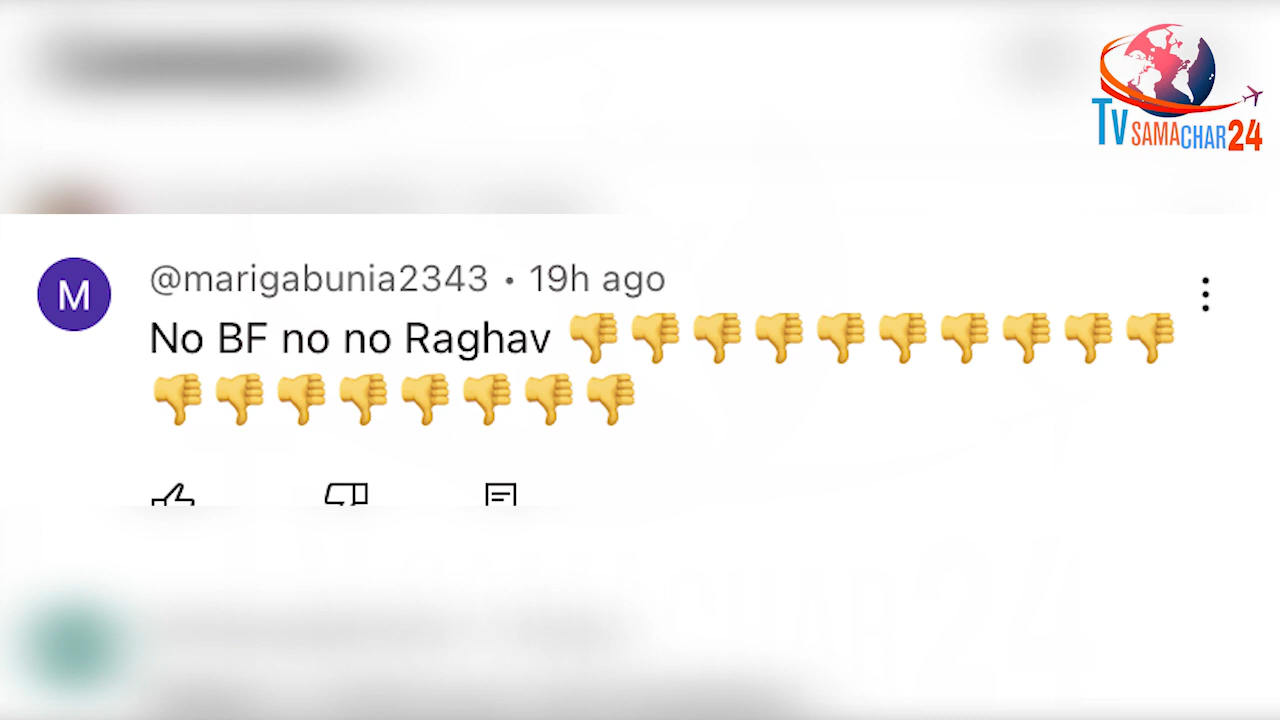 TV SAMACHAR24
M
@marigabunia2343 • 19h ago
No BF no no Raghav 👎👎👎👎👎👎👎👎👎👎
👎👎👎👎👎👎👎👎